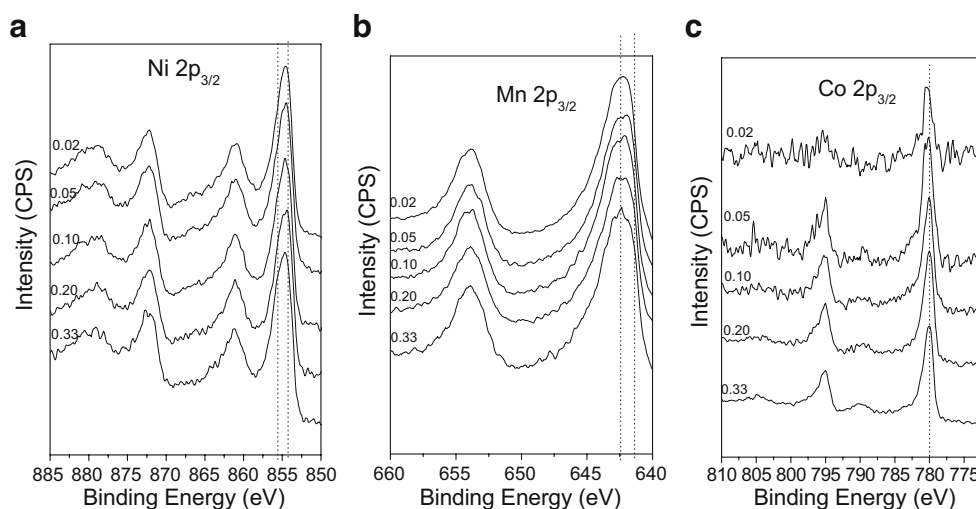 a
Ni 2p3/2
0.02
0.05
0.10
0.20
0.33
Intensity (CPS)
885 880 875 870 865 860 855 850
Binding Energy (eV)
b
Mn 2p3/2
0.02
0.05
0.10
0.20
0.33
Intensity (CPS)
660 655 650 645 640
Binding Energy (eV)
c
Co 2p3/2
0.02
0.05
0.10
0.20
0.33
Intensity (CPS)
810 805 800 795 790 785 780 775
Binding Energy (eV)